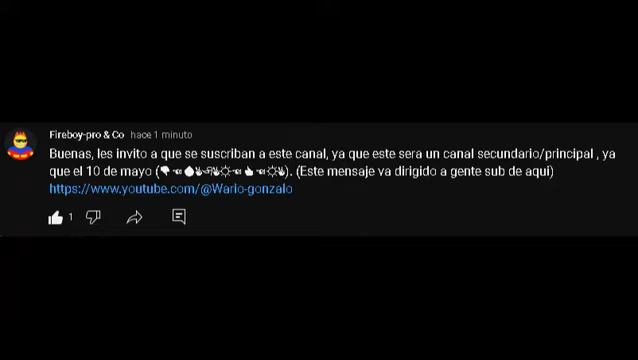 Fireboy-pro & Co hace 1 minuto
Buenas, les invito a que se suscriban a este canal, ya que este sera un canal secundario/principal , ya
que el 10 de mayo (). (Este mensaje va dirigido a gente sub de aqui)
https://www.youtube.com/@Wario-gonzalo
1